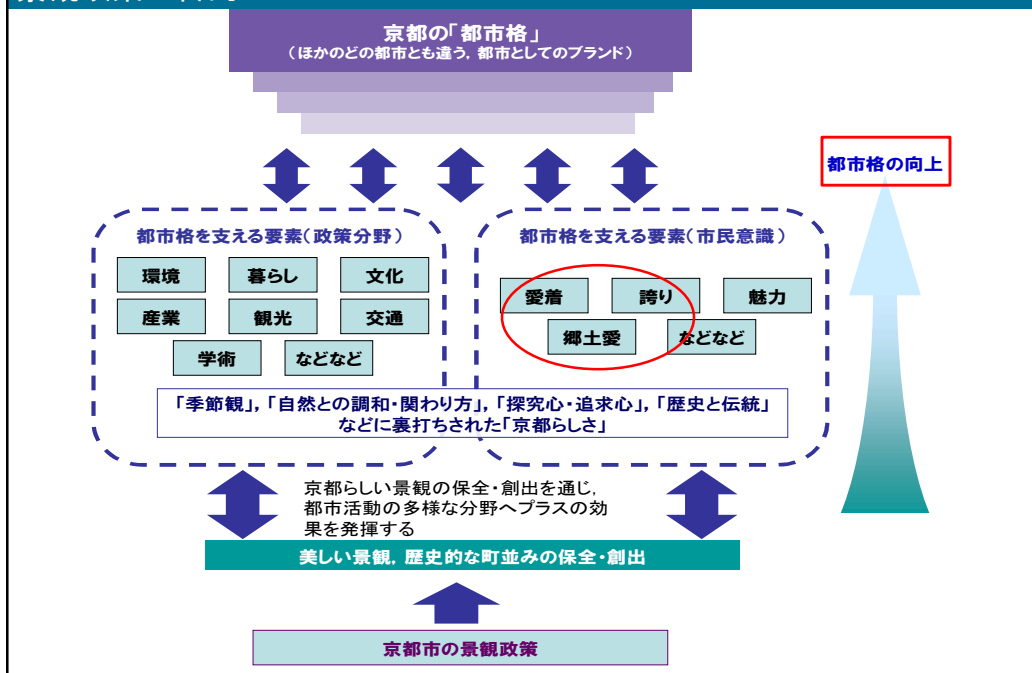 京都の「都市格」
（ほかのどの都市とも違う，都市としてのブランド）
都市格の向上
都市格を支える要素（政策分野）
環境
暮らし
文化
産業
観光
交通
学術
などなど
都市格を支える要素（市民意識）
愛着
誇り
魅力
郷土愛
などなど
「季節観」，「自然との調和・関わり方」，「探究心・追求心」，「歴史と伝統」
などに裏打ちされた「京都らしさ」
京都らしい景観の保全・創出を通じ，
都市活動の多様な分野へプラスの効
果を発揮する
美しい景観，歴史的な町並みの保全・創出
京都市の景観政策